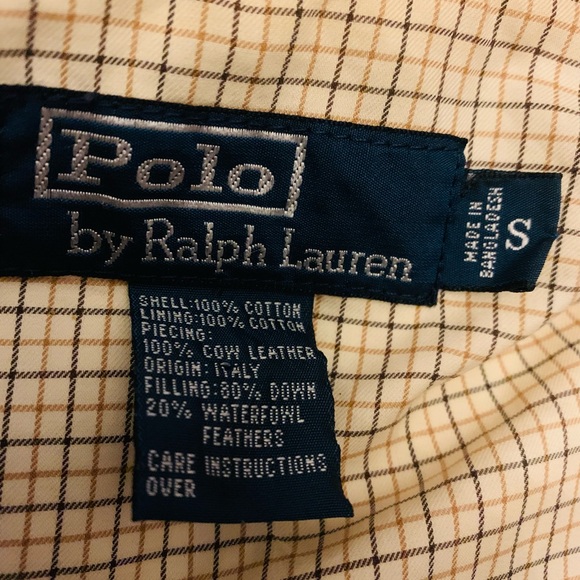 Polo
by Ralph Lauren
MADE IN
BANGLADESH
S
SHELL:100% COTTON
LINING:100% COTTON
PIECING:
100% COW LEATHER
ORIGIN: ITALY
FILLING:80% DOWN
20% WATERFOWL
FEATHERS
CARE INSTRUCTIONS
OVER